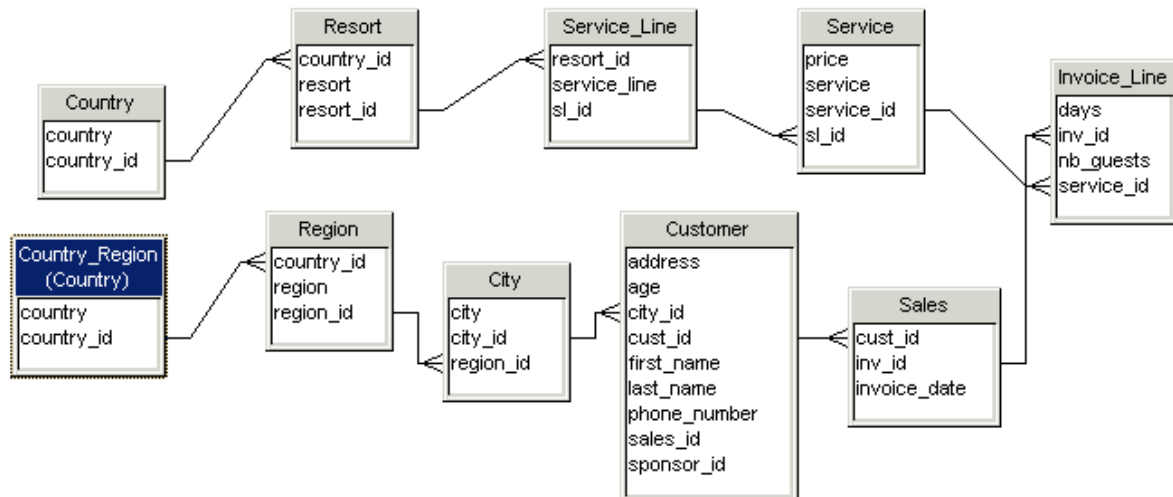 Resort
country_id
resort
resort_id
Service_Line
resort_id
service_line
sl_id
Service
price
service
service_id
sl_id
Invoice_Line
days
inv_id
nb_guests
service_id
Country
country
country_id
Country_Region
(Country)
country
country_id
Region
country_id
region
region_id
City
city
city_id
region_id
Customer
address
age
city_id
cust_id
first_name
last_name
phone_number
sales_id
sponsor_id
Sales
cust_id
inv_id
invoice_date